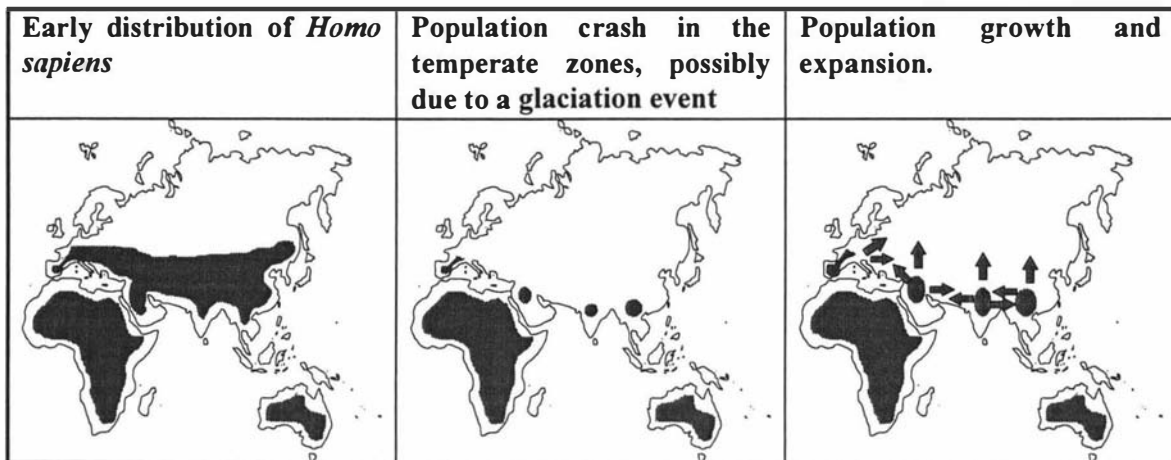 Early distribution of Homo
sapiens
Population crash in the
temperate zones, possibly
due to a glaciation event
Population growth and
expansion.